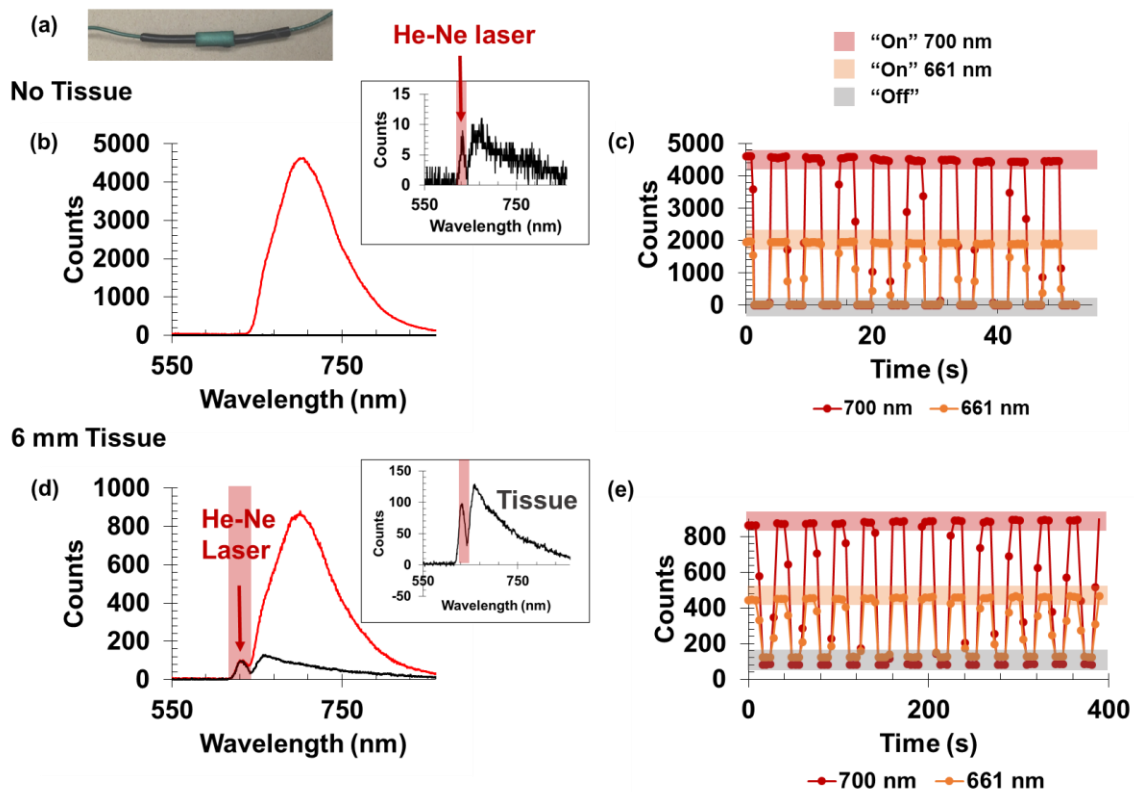 (a)
He-Ne laser
“On” 700 nm
“On” 661 nm
“Off”
No Tissue
(b)
5000
4000
3000
2000
1000
0
Counts
550
750
Wavelength (nm)
15
10
5
0
Counts
550
750
Wavelength (nm)
(c)
5000
4000
3000
2000
1000
0
Counts
0
20
40
Time (s)
700 nm
661 nm
6 mm Tissue
(d)
1000
800
600
400
200
0
Counts
He-Ne
Laser
550
750
Wavelength (nm)
150
100
50
0
-50
Counts
Tissue
550
750
Wavelength (nm)
(e)
800
600
400
200
0
Counts
0
200
400
Time (s)
700 nm
661 nm